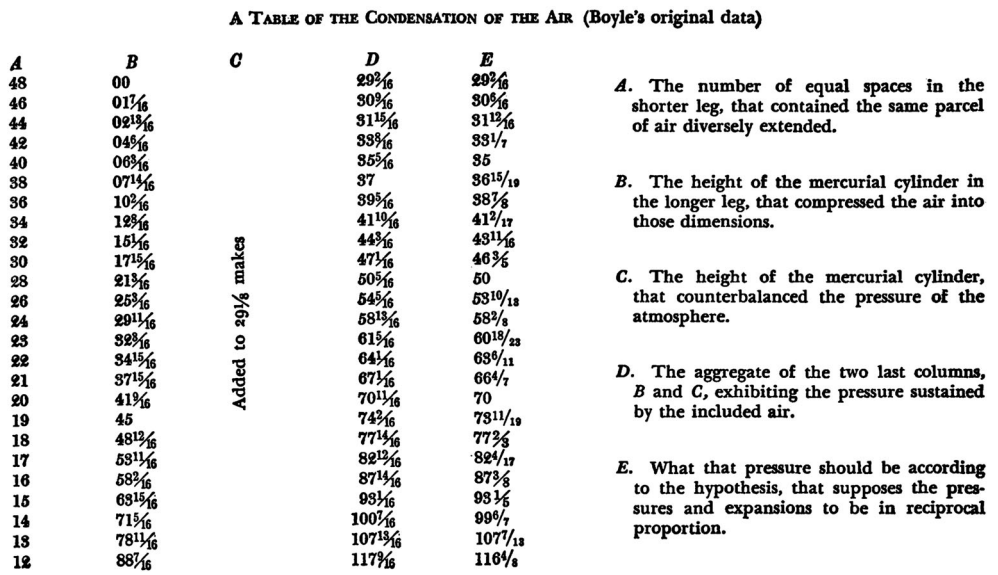 A TABLE OF THE CONDENSATION OF THE AIR (Boyle's original data)
A B C D E
48 00 29 2/16 29 2/16
46 01 7/16 30 9/16 30 6/16
44 02 13/16 31 15/16 31 12/16
42 04 6/16 33 8/16 33 1/7
40 06 3/16 35 5/16 35
38 07 14/16 37 36 15/19
36 10 2/16 39 5/16 38 7/8
34 12 8/16 41 10/16 41 2/17
32 15 1/16 44 3/16 43 11/16
30 17 15/16 47 1/16 46 3/5
28 21 3/16 50 5/16 50
26 25 3/16 54 5/16 53 10/13
24 29 11/16 58 13/16 58 2/8
23 32 3/16 61 5/16 60 18/23
22 34 15/16 64 1/16 63 6/11
21 37 15/16 67 1/16 66 4/7
20 41 9/16 70 11/16 70
19 45 74 2/16 73 11/19
18 48 12/16 77 14/16 77 2/3
17 53 11/16 82 12/16 82 4/17
16 58 2/16 87 14/16 87 3/8
15 63 15/16 93 1/16 93 1/5
14 71 5/16 100 7/16 99 6/7
13 78 11/16 107 13/16 107 7/13
12 88 7/16 117 9/16 116 4/8
Added to 29 1/8 makes
A. The number of equal spaces in the
shorter leg, that contained the same parcel
of air diversely extended.
B. The height of the mercurial cylinder in
the longer leg, that compressed the air into
those dimensions.
C. The height of the mercurial cylinder,
that counterbalanced the pressure of the
atmosphere.
D. The aggregate of the two last columns,
B and C, exhibiting the pressure sustained
by the included air.
E. What that pressure should be according
to the hypothesis, that supposes the pres-
sures and expansions to be in reciprocal
proportion.